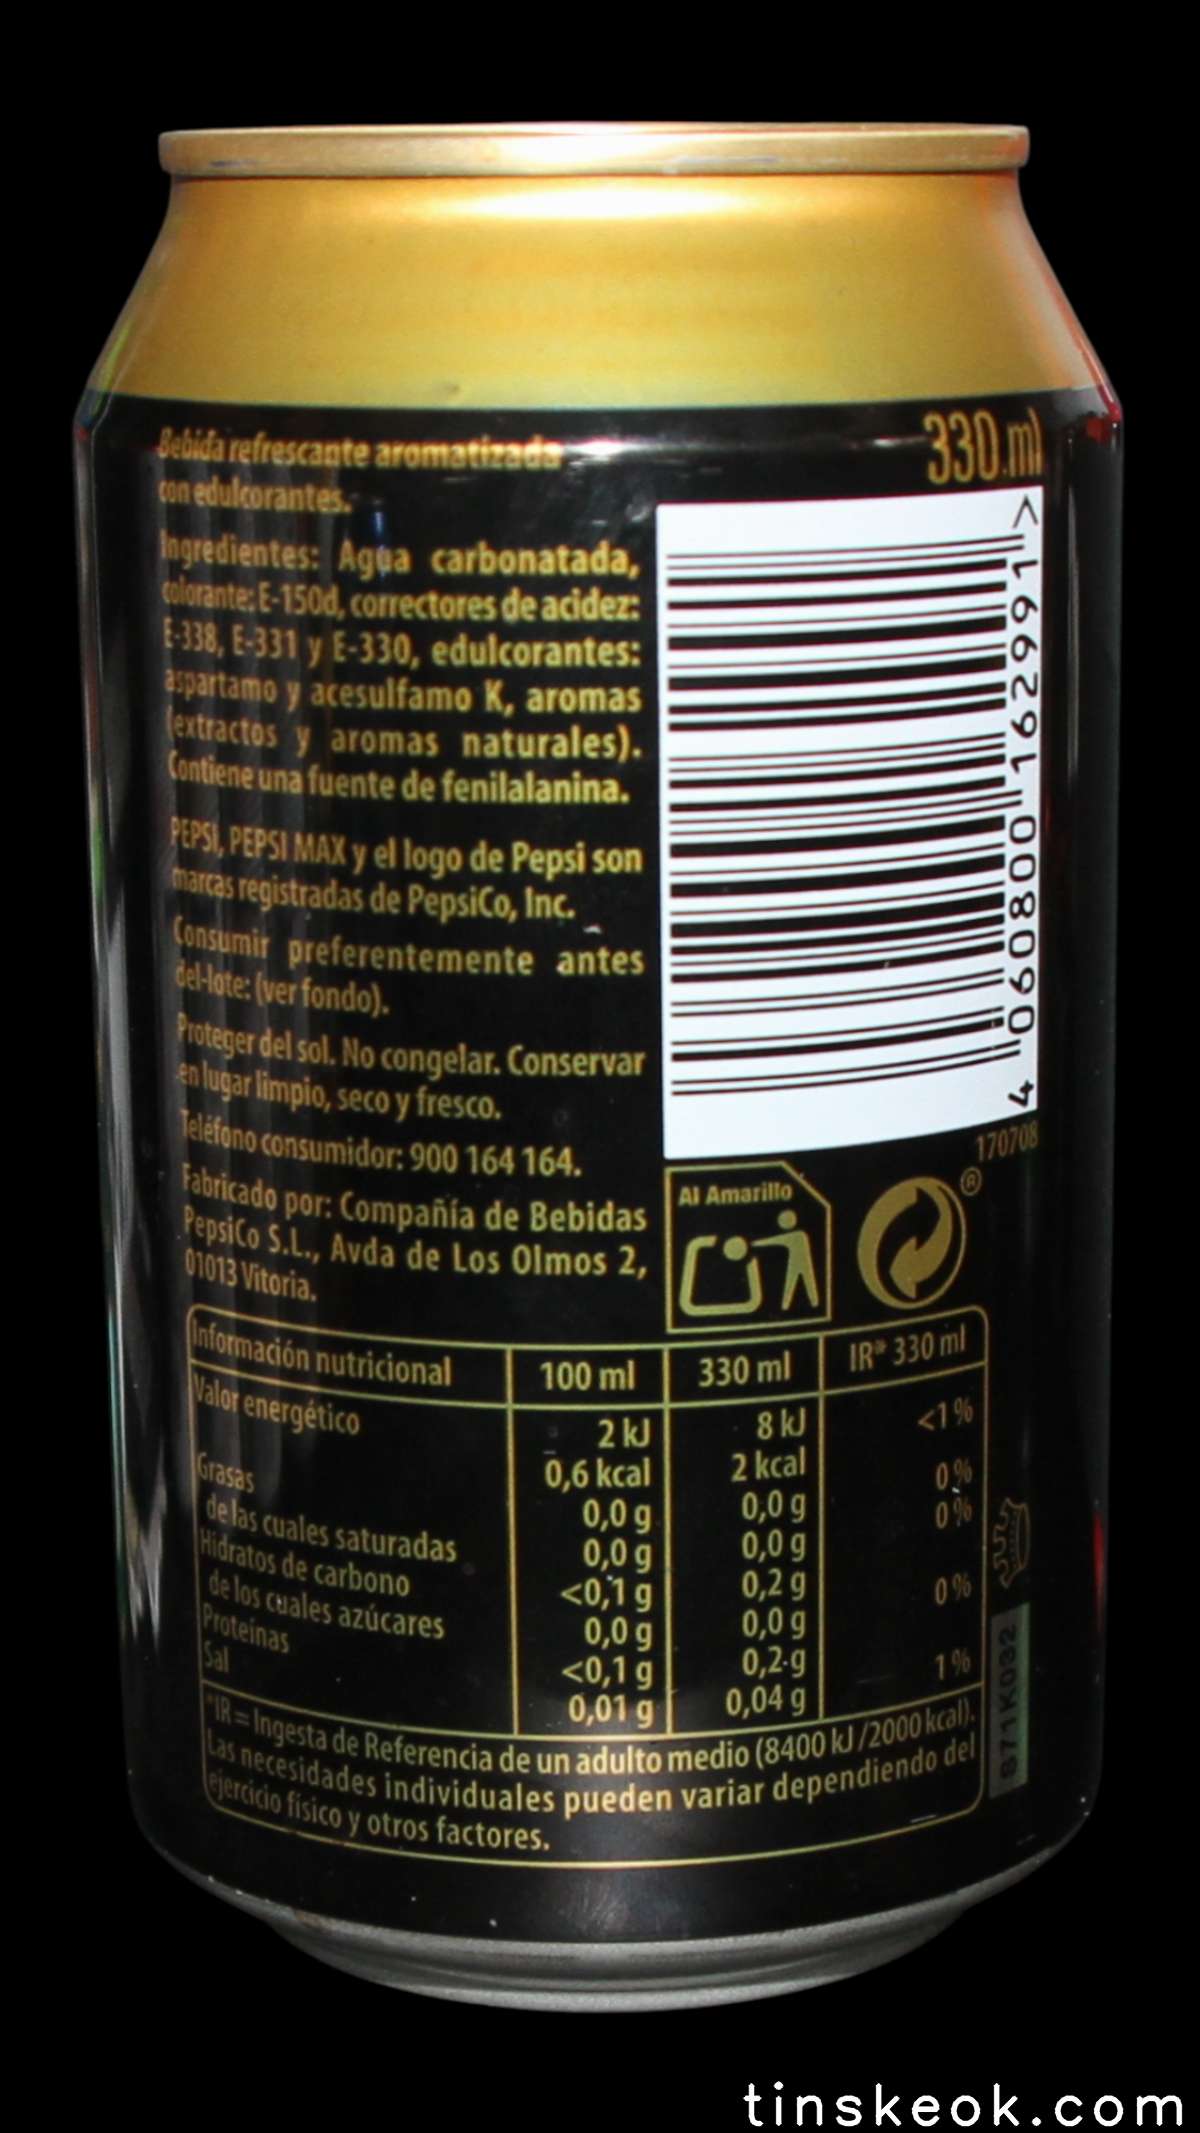 Bebida refrescante aromatizada
con edulcorantes.
330 ml
Ingredientes: Agua carbonatada,
colorante: E-150d, correctores de acidez:
E-338, E-331 y E-330, edulcorantes:
aspartamo y acesulfamo K, aromas
(extractos y aromas naturales).
Contiene una fuente de fenilalanina.
PEPSI, PEPSI MAX y el logo de Pepsi son
marcas registradas de PepsiCo, Inc.
Consumir preferentemente antes
del-lote: (ver fondo).
Proteger del sol. No congelar. Conservar
en lugar limpio, seco y fresco.
Teléfono consumidor: 900 164 164.
Fabricado por: Compañía de Bebidas
PepsiCo S.L., Avda de Los Olmos 2,
01013 Vitoria.
4 060800 162991 >
170708
Al Amarillo
®
Información nutricional 100 ml 330 ml IR* 330 ml
Valor energético 2 kJ 8 kJ <1%
0,6 kcal 2 kcal
Grasas 0,0 g 0,0 g 0%
de las cuales saturadas 0,0 g 0,0 g 0%
Hidratos de carbono <0,1 g 0,2 g
de los cuales azúcares 0,0 g 0,0 g 0%
Proteínas <0,1 g 0,2 g
Sal 0,01 g 0,04 g 1%
*IR = Ingesta de Referencia de un adulto medio (8400 kJ/2000 kcal).
Las necesidades individuales pueden variar dependiendo del
ejercicio físico y otros factores.
tinskeok.com